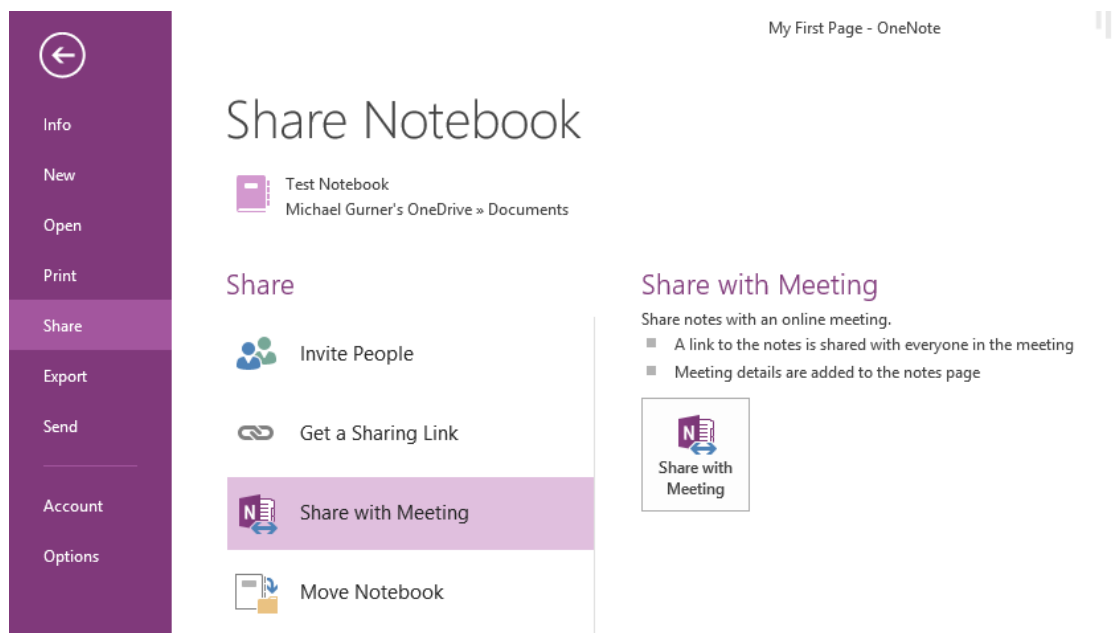 My First Page - OneNote
Info
New
Open
Print
Share
Export
Send
Account
Options
Share Notebook
Test Notebook
Michael Gurner's OneDrive » Documents
Share
Invite People
Get a Sharing Link
Share with Meeting
Move Notebook
Share with Meeting
Share notes with an online meeting.
A link to the notes is shared with everyone in the meeting
Meeting details are added to the notes page
Share with
Meeting